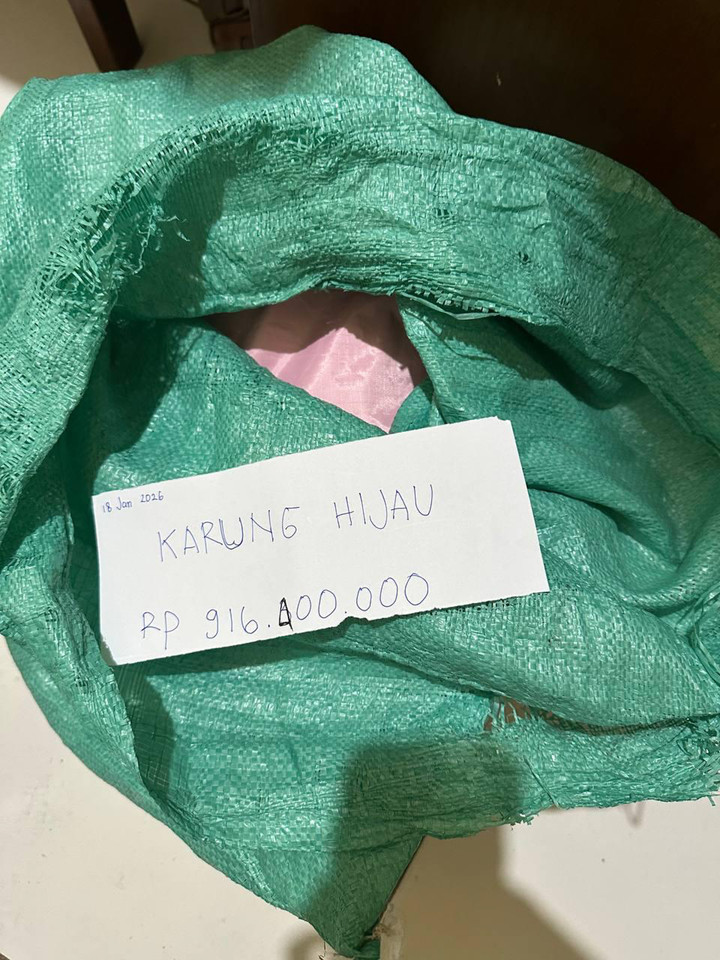 18 Jan 2026
KARUNG HIJAU
RP 916.400.000